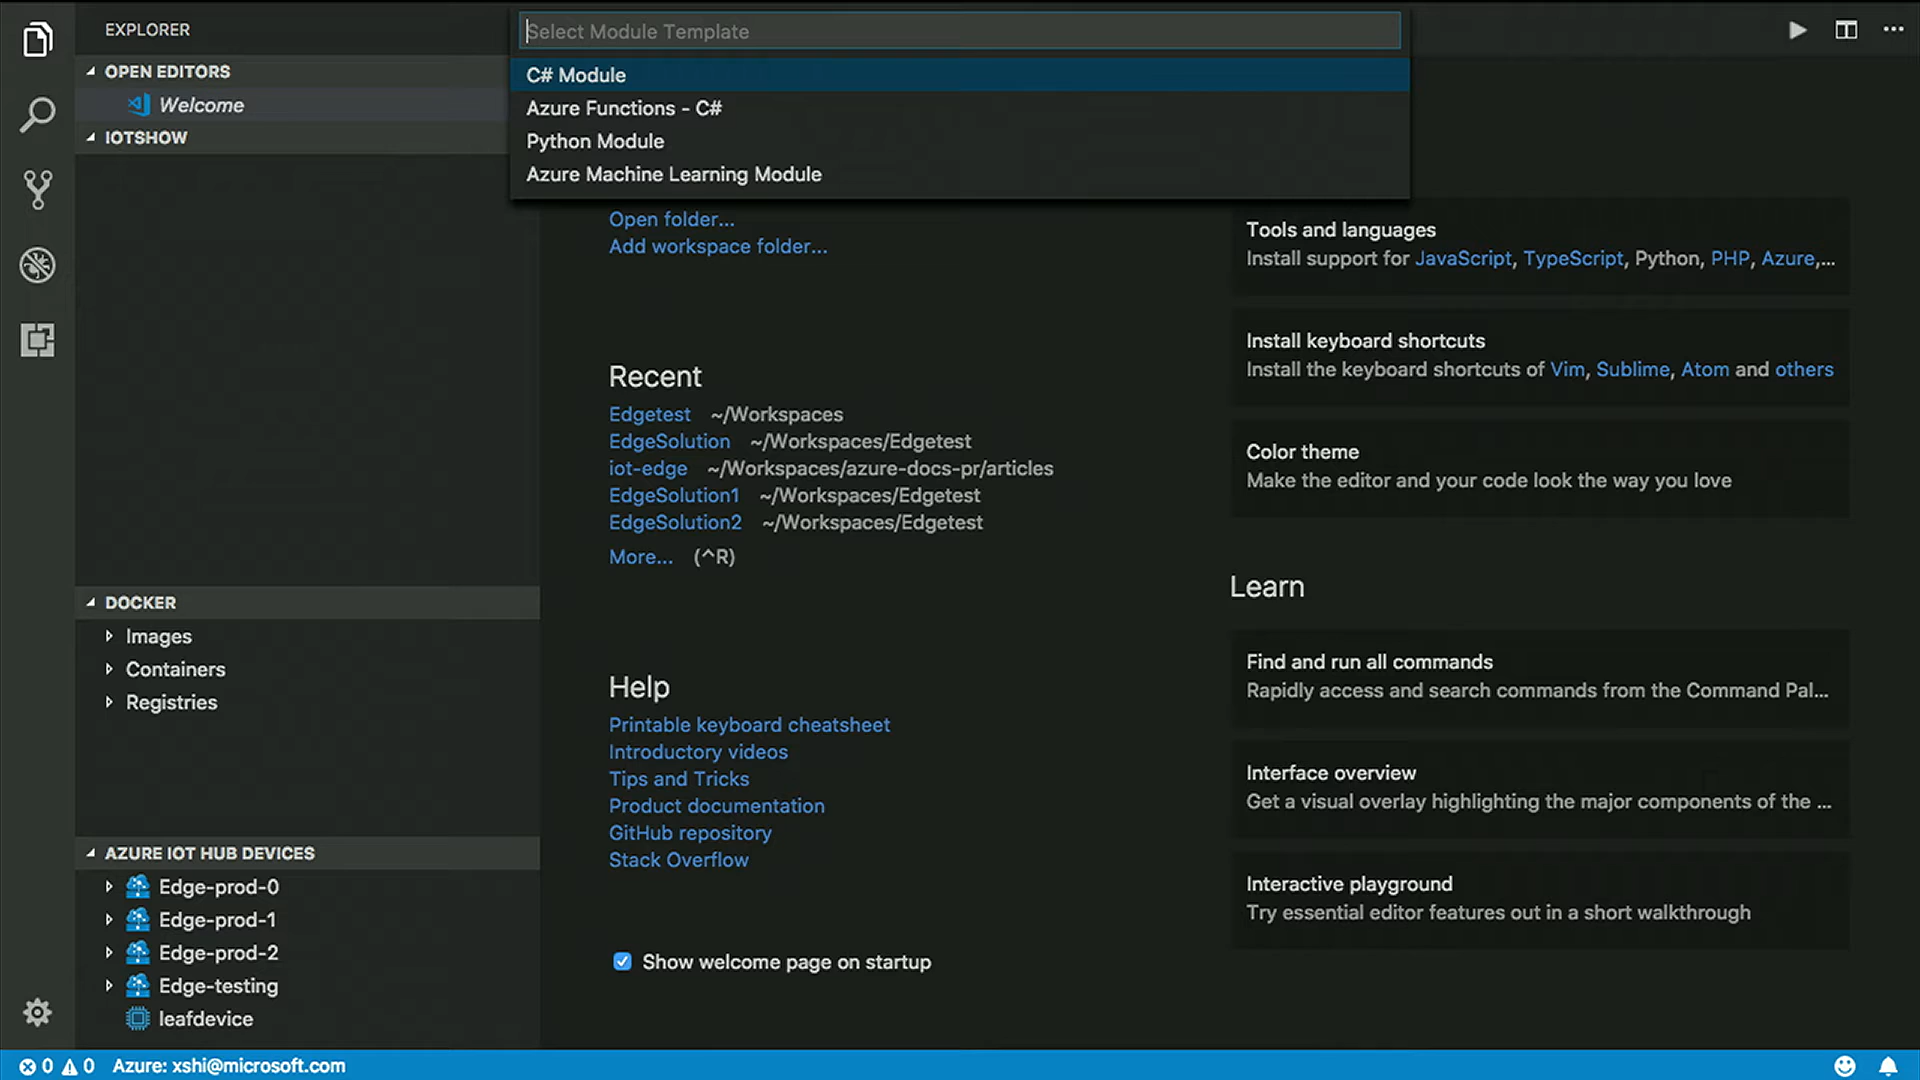 EXPLORER
OPEN EDITORS
Welcome
IOTSHOW
DOCKER
Images
Containers
Registries
AZURE IOT HUB DEVICES
Edge-prod-0
Edge-prod-1
Edge-prod-2
Edge-testing
leafdevice
Select Module Template
C# Module
Azure Functions - C#
Python Module
Azure Machine Learning Module
Open folder...
Add workspace folder...
Recent
Edgetest ~/Workspaces
EdgeSolution ~/Workspaces/Edgetest
iot-edge ~/Workspaces/azure-docs-pr/articles
EdgeSolution1 ~/Workspaces/Edgetest
EdgeSolution2 ~/Workspaces/Edgetest
More... (^R)
Help
Printable keyboard cheatsheet
Introductory videos
Tips and Tricks
Product documentation
GitHub repository
Stack Overflow
Show welcome page on startup
Tools and languages
Install support for JavaScript, TypeScript, Python, PHP, Azure,...
Install keyboard shortcuts
Install the keyboard shortcuts of Vim, Sublime, Atom and others
Color theme
Make the editor and your code look the way you love
Learn
Find and run all commands
Rapidly access and search commands from the Command Pal...
Interface overview
Get a visual overlay highlighting the major components of the ...
Interactive playground
Try essential editor features out in a short walkthrough
0 0 Azure: xshi@microsoft.com